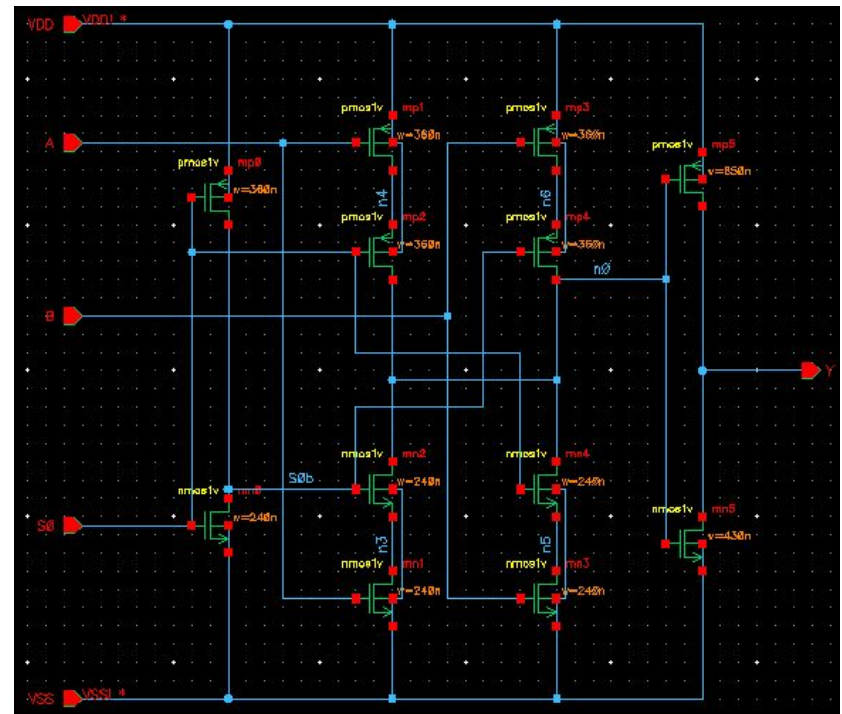 VDD VDD! *
pmos1v mp1
w=360n
pmos1v mp3
w=360n
A
pmos1v mp5
w=850n
pmos1v mp0
w=360n
n4
n6
pmos1v mp2
w=360n
pmos1v mp4
w=360n
n0
B
Y
nmos1v mn2
w=240n
nmos1v mn4
w=240n
S0b
nmos1v mn0
w=240n
nmos1v mn5
w=430n
S0
n3
n5
nmos1v mn1
w=240n
nmos1v mn3
w=240n
VSS VSS! *